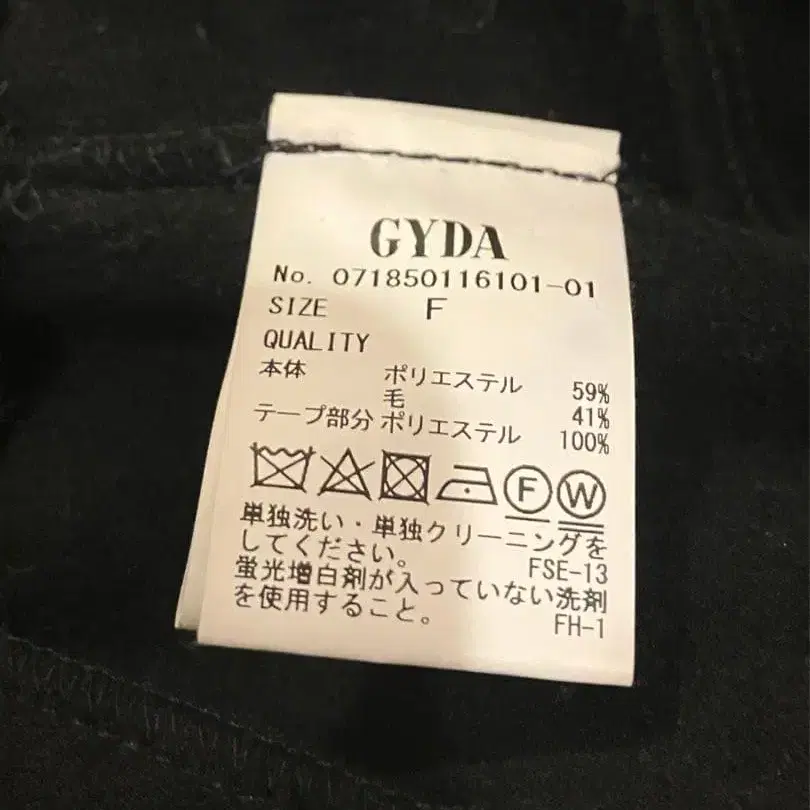 GYDA
No. 071850116101-01
SIZE F
QUALITY
本体 ポリエステル 59%
毛 41%
テープ部分 ポリエステル 100%
F W
単独洗い・単独クリーニングを
してください。
FSE-13
蛍光増白剤が入っていない洗剤
を使用すること。
FH-1